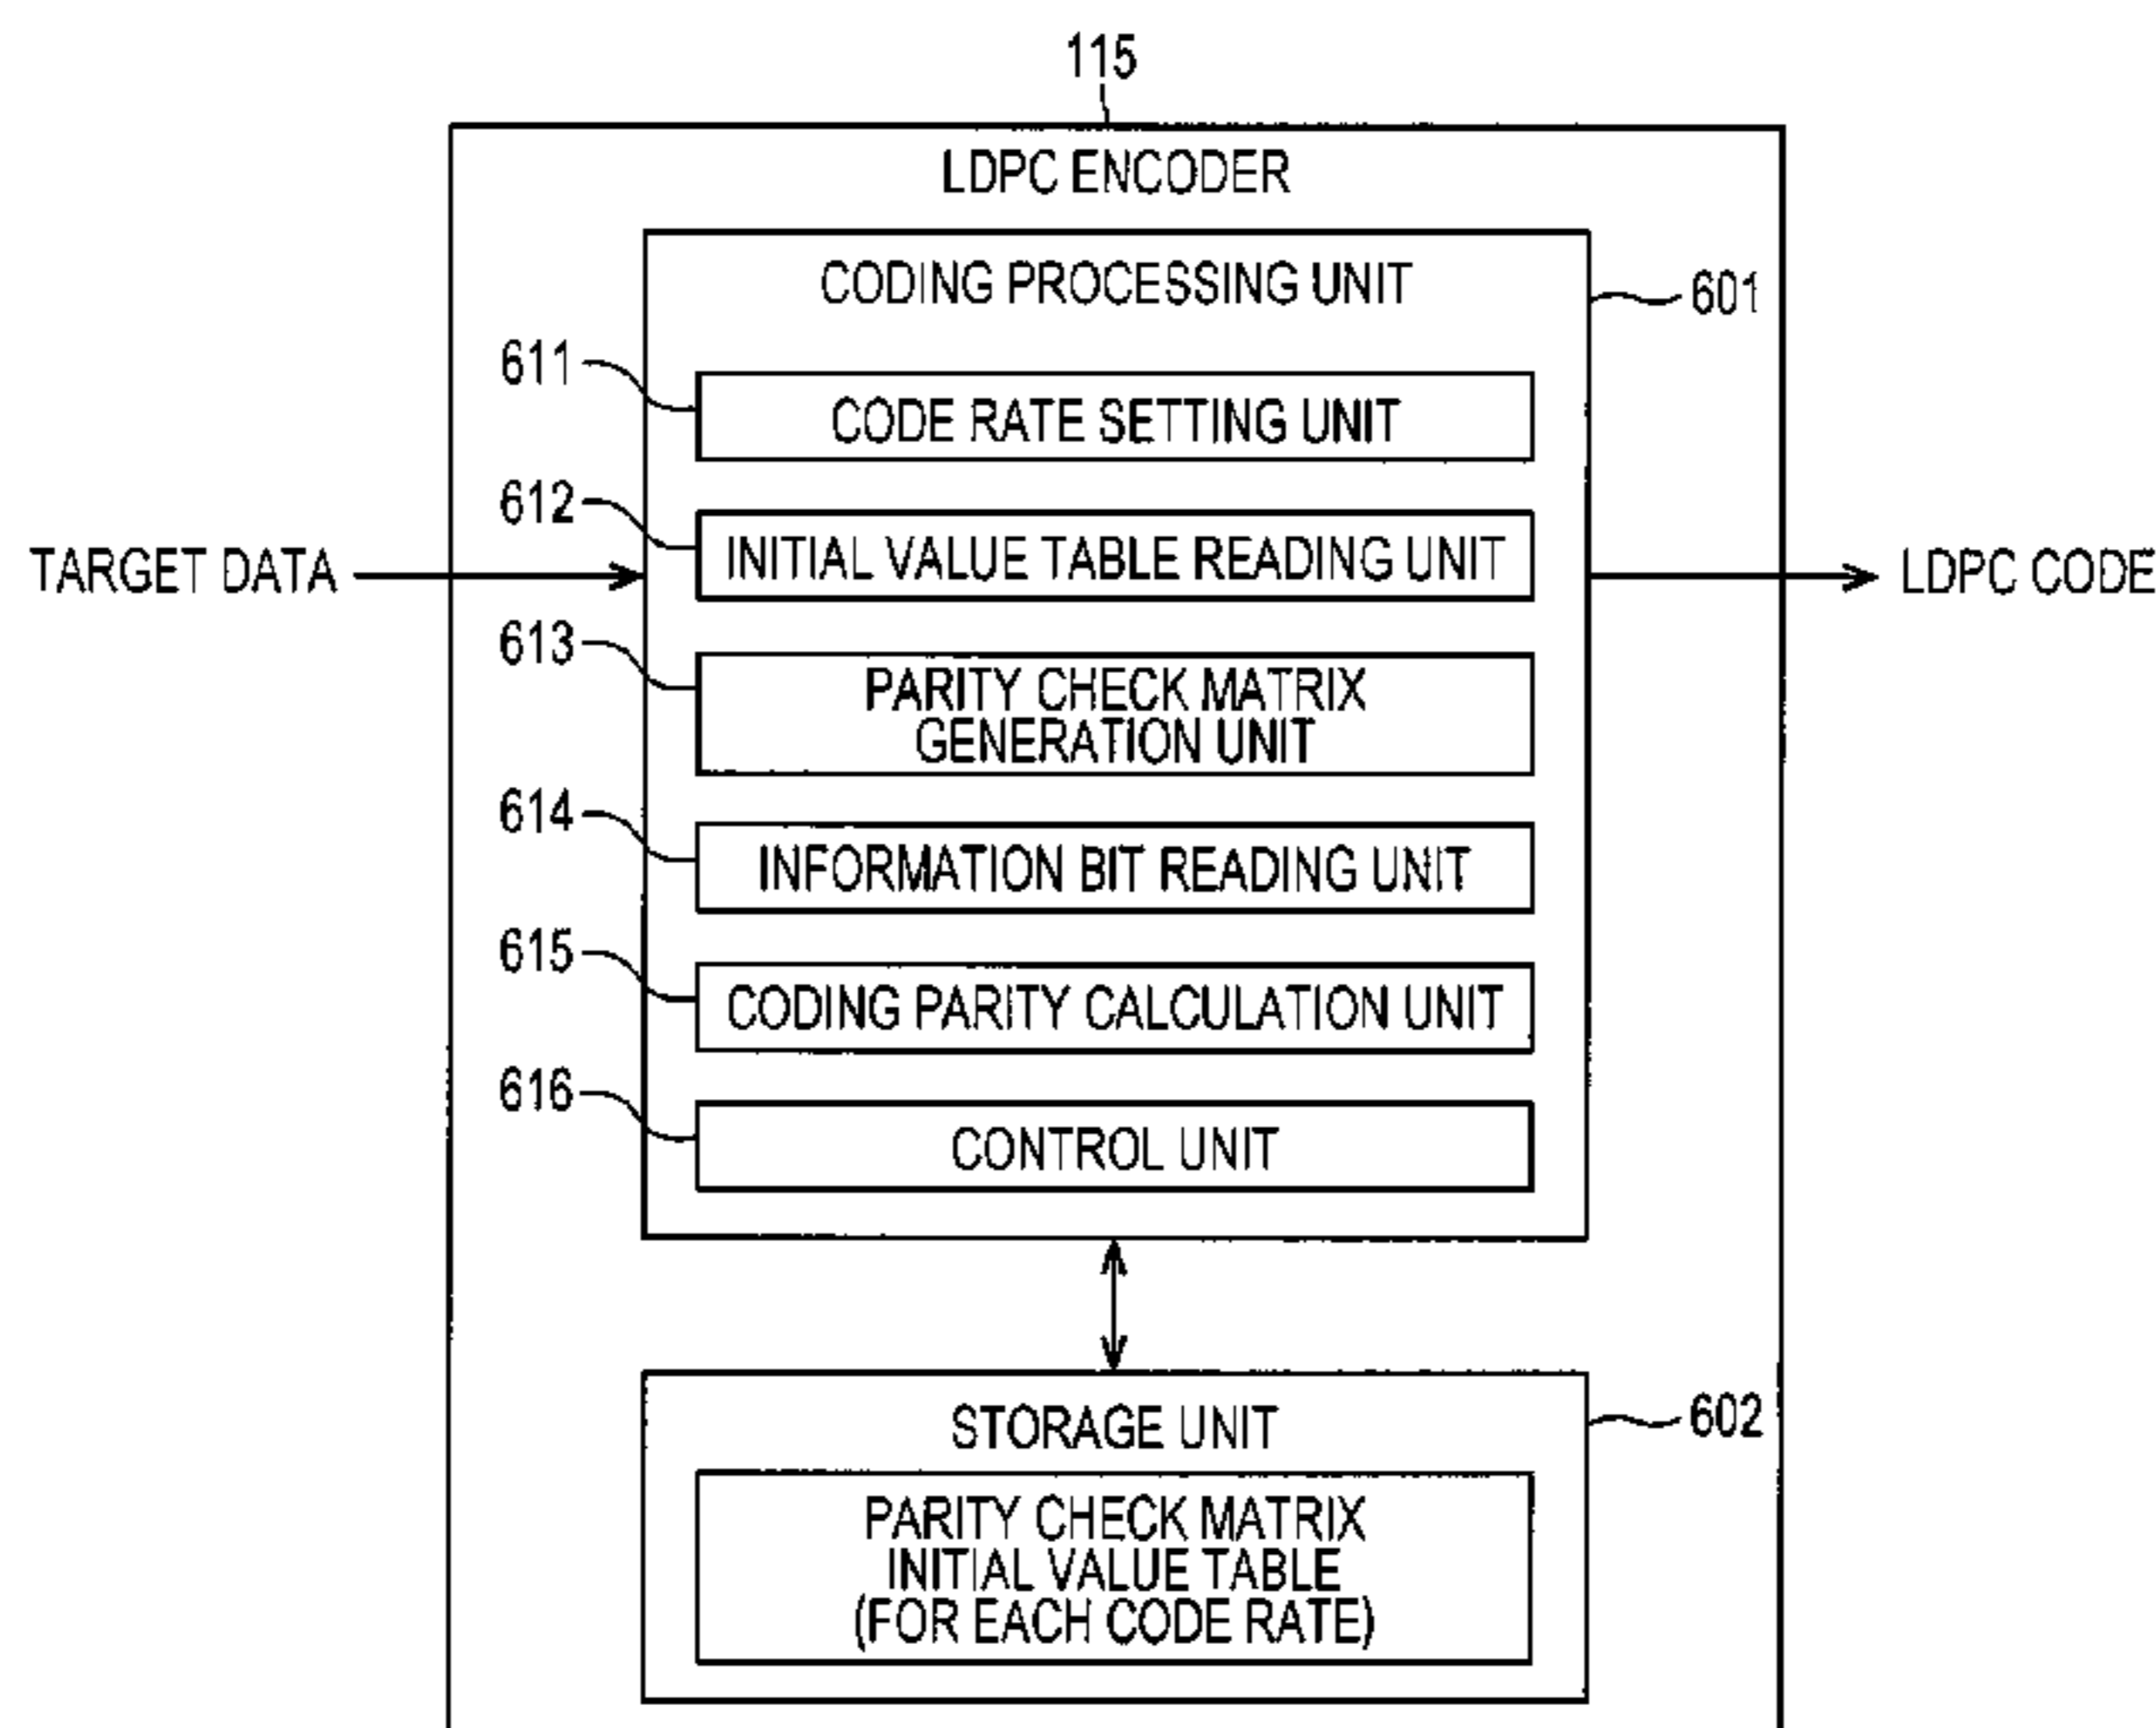 115
LDPC ENCODER
CODING PROCESSING UNIT
601
611
CODE RATE SETTING UNIT
612
INITIAL VALUE TABLE READING UNIT
TARGET DATA
LDPC CODE
613
PARITY CHECK MATRIX
GENERATION UNIT
614
INFORMATION BIT READING UNIT
615
CODING PARITY CALCULATION UNIT
616
CONTROL UNIT
STORAGE UNIT
602
PARITY CHECK MATRIX
INITIAL VALUE TABLE
(FOR EACH CODE RATE)